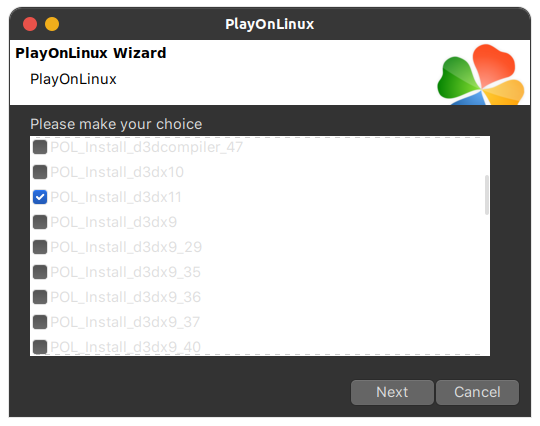 PlayOnLinux
PlayOnLinux Wizard
PlayOnLinux
Please make your choice
POL_Install_d3dcompiler_47
POL_Install_d3dx10
POL_Install_d3dx11
POL_Install_d3dx9
POL_Install_d3dx9_29
POL_Install_d3dx9_35
POL_Install_d3dx9_36
POL_Install_d3dx9_37
POL_Install_d3dx9_40
Next
Cancel